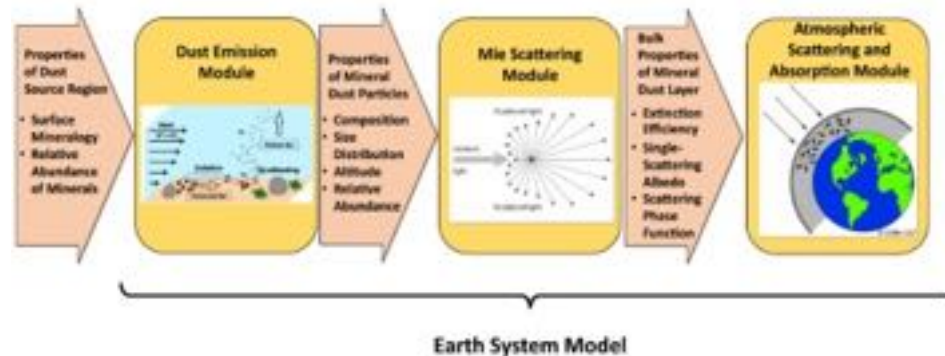 Properties
of Dust
Source Region
• Surface
Mineralogy
• Relative
Abundance
of Minerals
Dust Emission
Module
Properties
of Mineral
Dust Particles
• Composition
• Size
Distribution
• Altitude
• Relative
Abundance
Mie Scattering
Module
Bulk
Properties
of Mineral
Dust Layer
• Extinction
Efficiency
• Single-
Scattering
Albedo
• Scattering
Phase
Function
Atmospheric
Scattering and
Absorption Module
Earth System Model